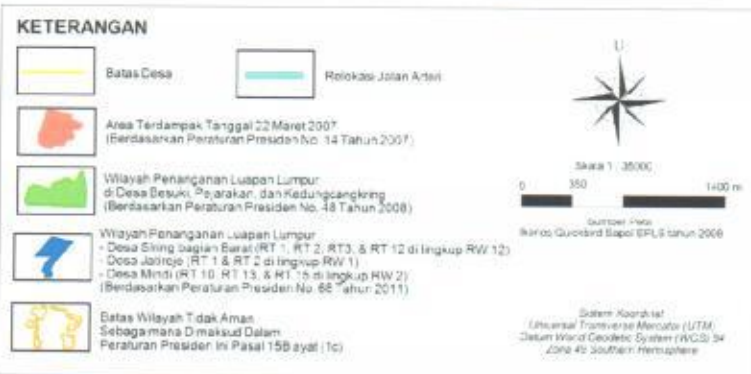 KETERANGAN
Batas Desa
Relokasi Jalan Arteri
Area Terdampak Tanggal 22 Maret 2007
(Berdasarkan Peraturan Presiden No. 14 Tahun 2007)
Wilayah Penanganan Luapan Lumpur
di Desa Besuki, Pejarakan, dan Kedungcangkring
(Berdasarkan Peraturan Presiden No. 48 Tahun 2008)
Wilayah Penanganan Luapan Lumpur
- Desa Siring bagian Barat (RT 1, RT 2, RT3, & RT 12 di lingkup RW 12)
- Desa Jatirejo (RT 1 & RT 2 di lingkup RW 1)
- Desa Mindi (RT 10, RT 13, & RT 15 di lingkup RW 2)
(Berdasarkan Peraturan Presiden No. 68 Tahun 2011)
Batas Wilayah Tidak Aman
Sebagaimana Dimaksud Dalam
Peraturan Presiden Ini Pasal 15B ayat (1c)
U
Skala 1 : 35000
0 350 1400 m
Sumber Peta
Ikonos Quickbird Bapel BPLS tahun 2008
Sistem Koordinat
Universal Transverse Mercator (UTM)
Datum World Geodetic System (WGS) 84
Zona 49 Southern Hemisphere